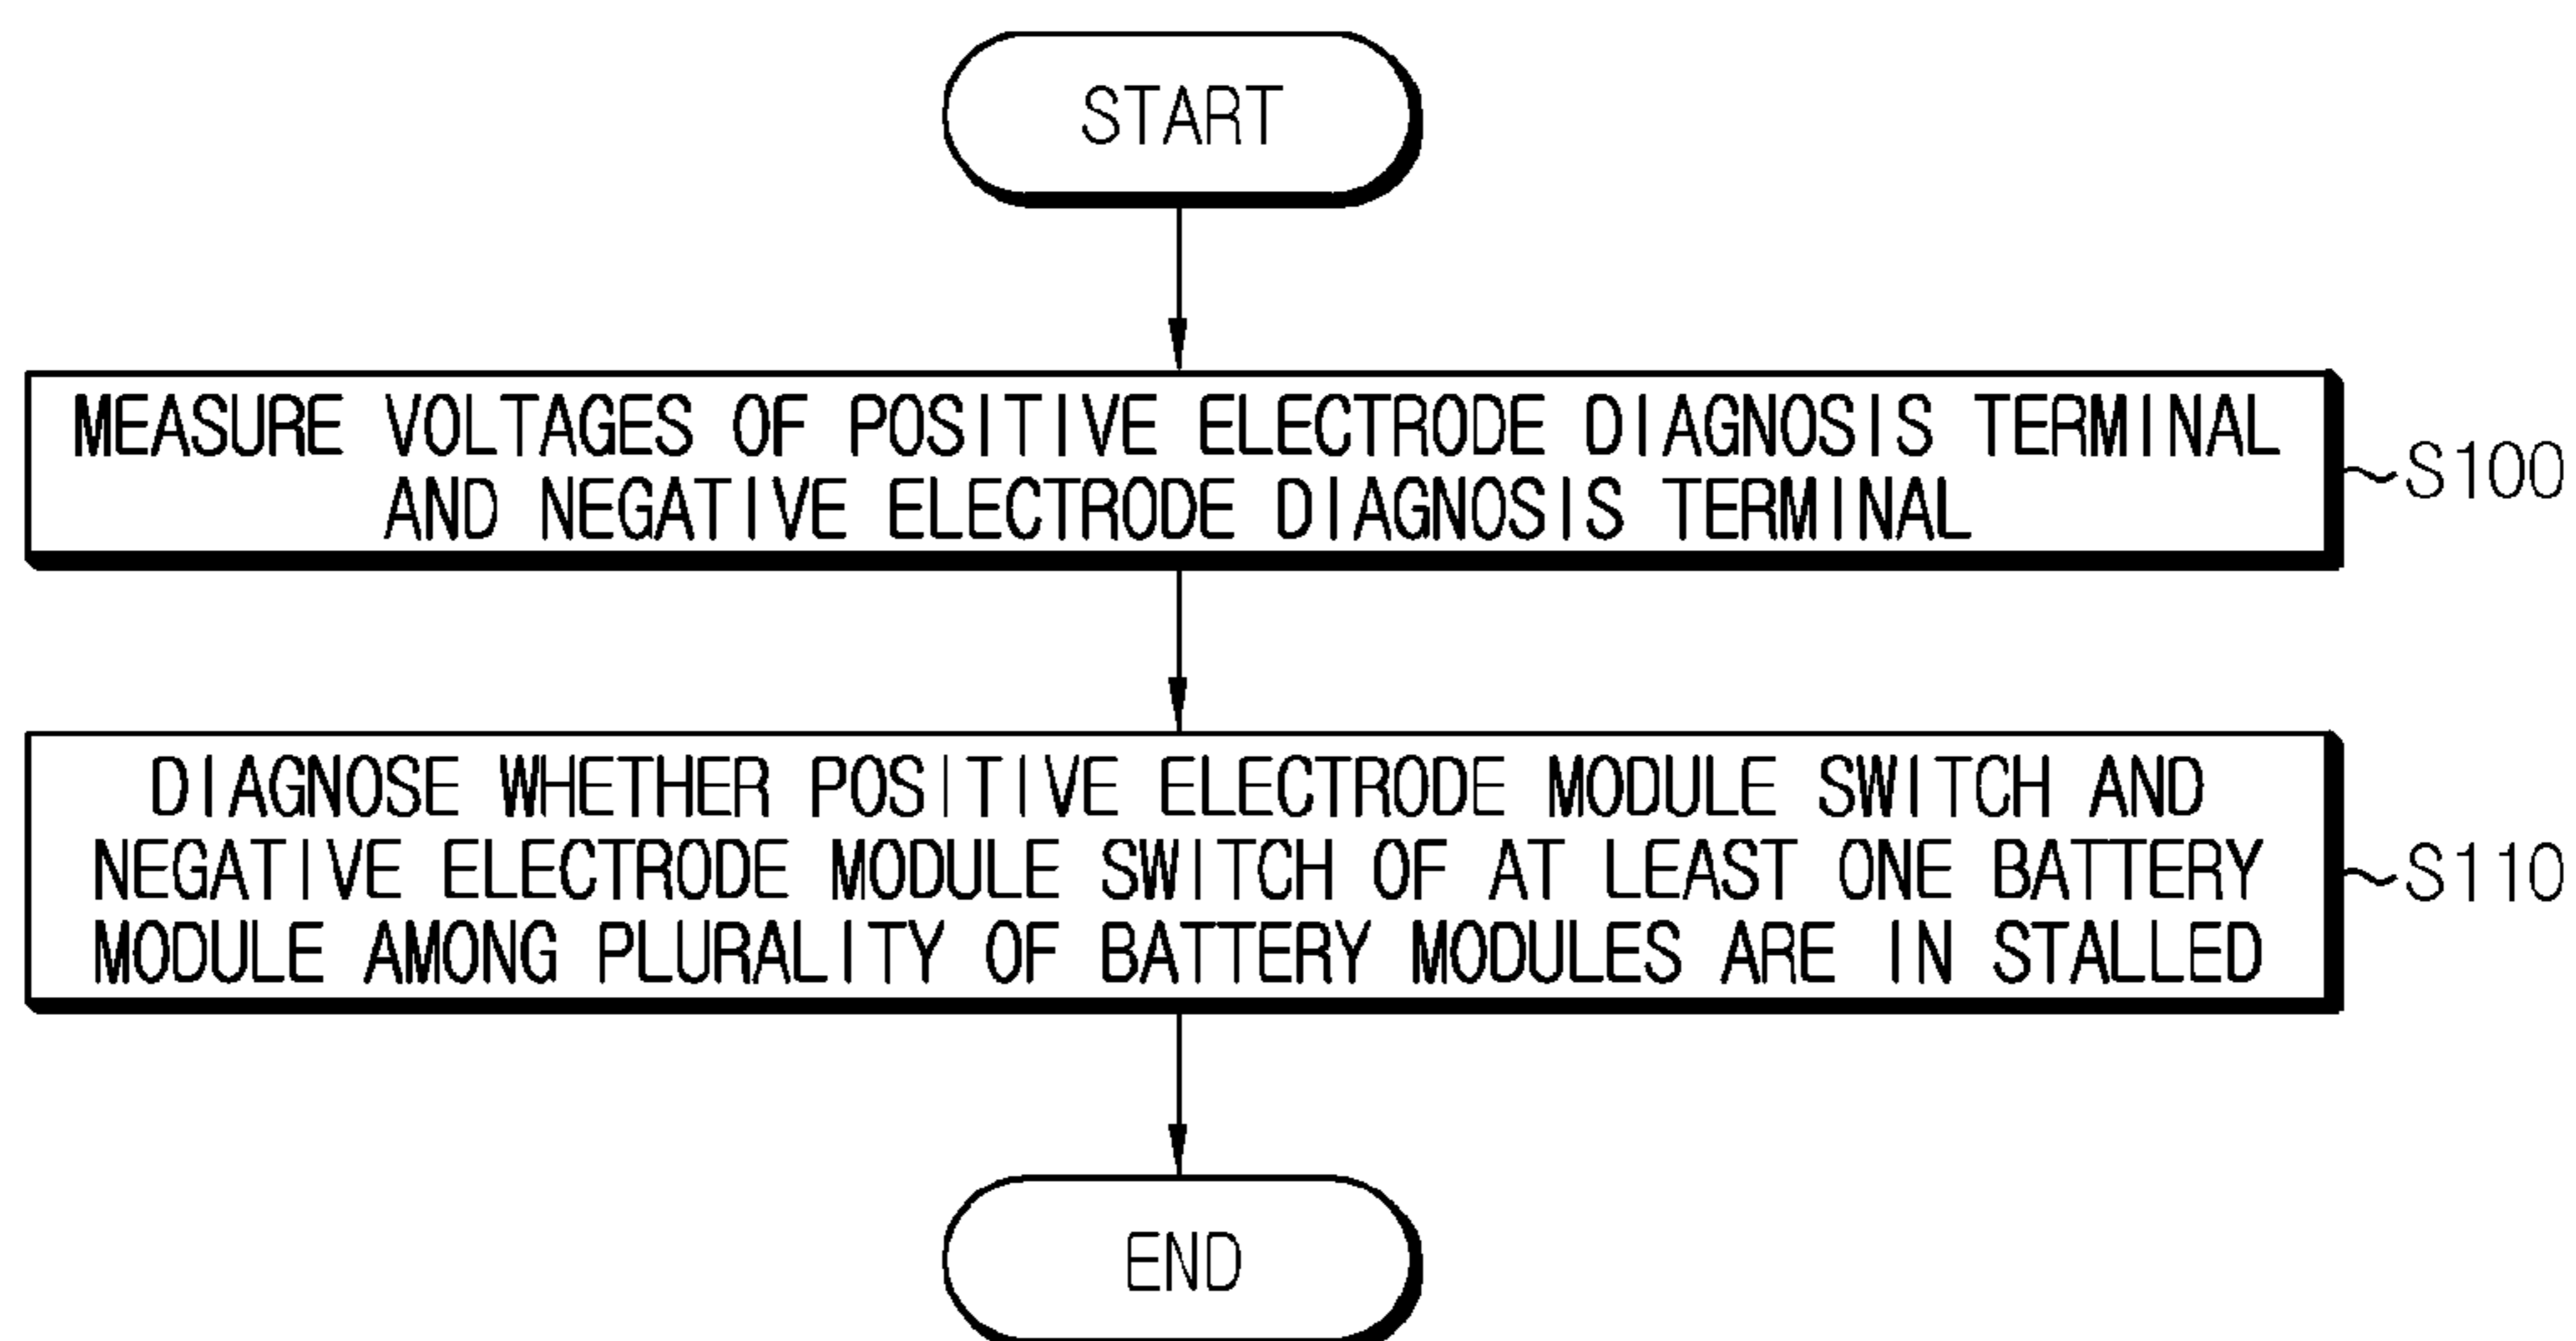 START
MEASURE VOLTAGES OF POSITIVE ELECTRODE DIAGNOSIS TERMINAL
AND NEGATIVE ELECTRODE DIAGNOSIS TERMINAL
S100
DIAGNOSE WHETHER POSITIVE ELECTRODE MODULE SWITCH AND
NEGATIVE ELECTRODE MODULE SWITCH OF AT LEAST ONE BATTERY
MODULE AMONG PLURALITY OF BATTERY MODULES ARE IN STALLED
S110
END